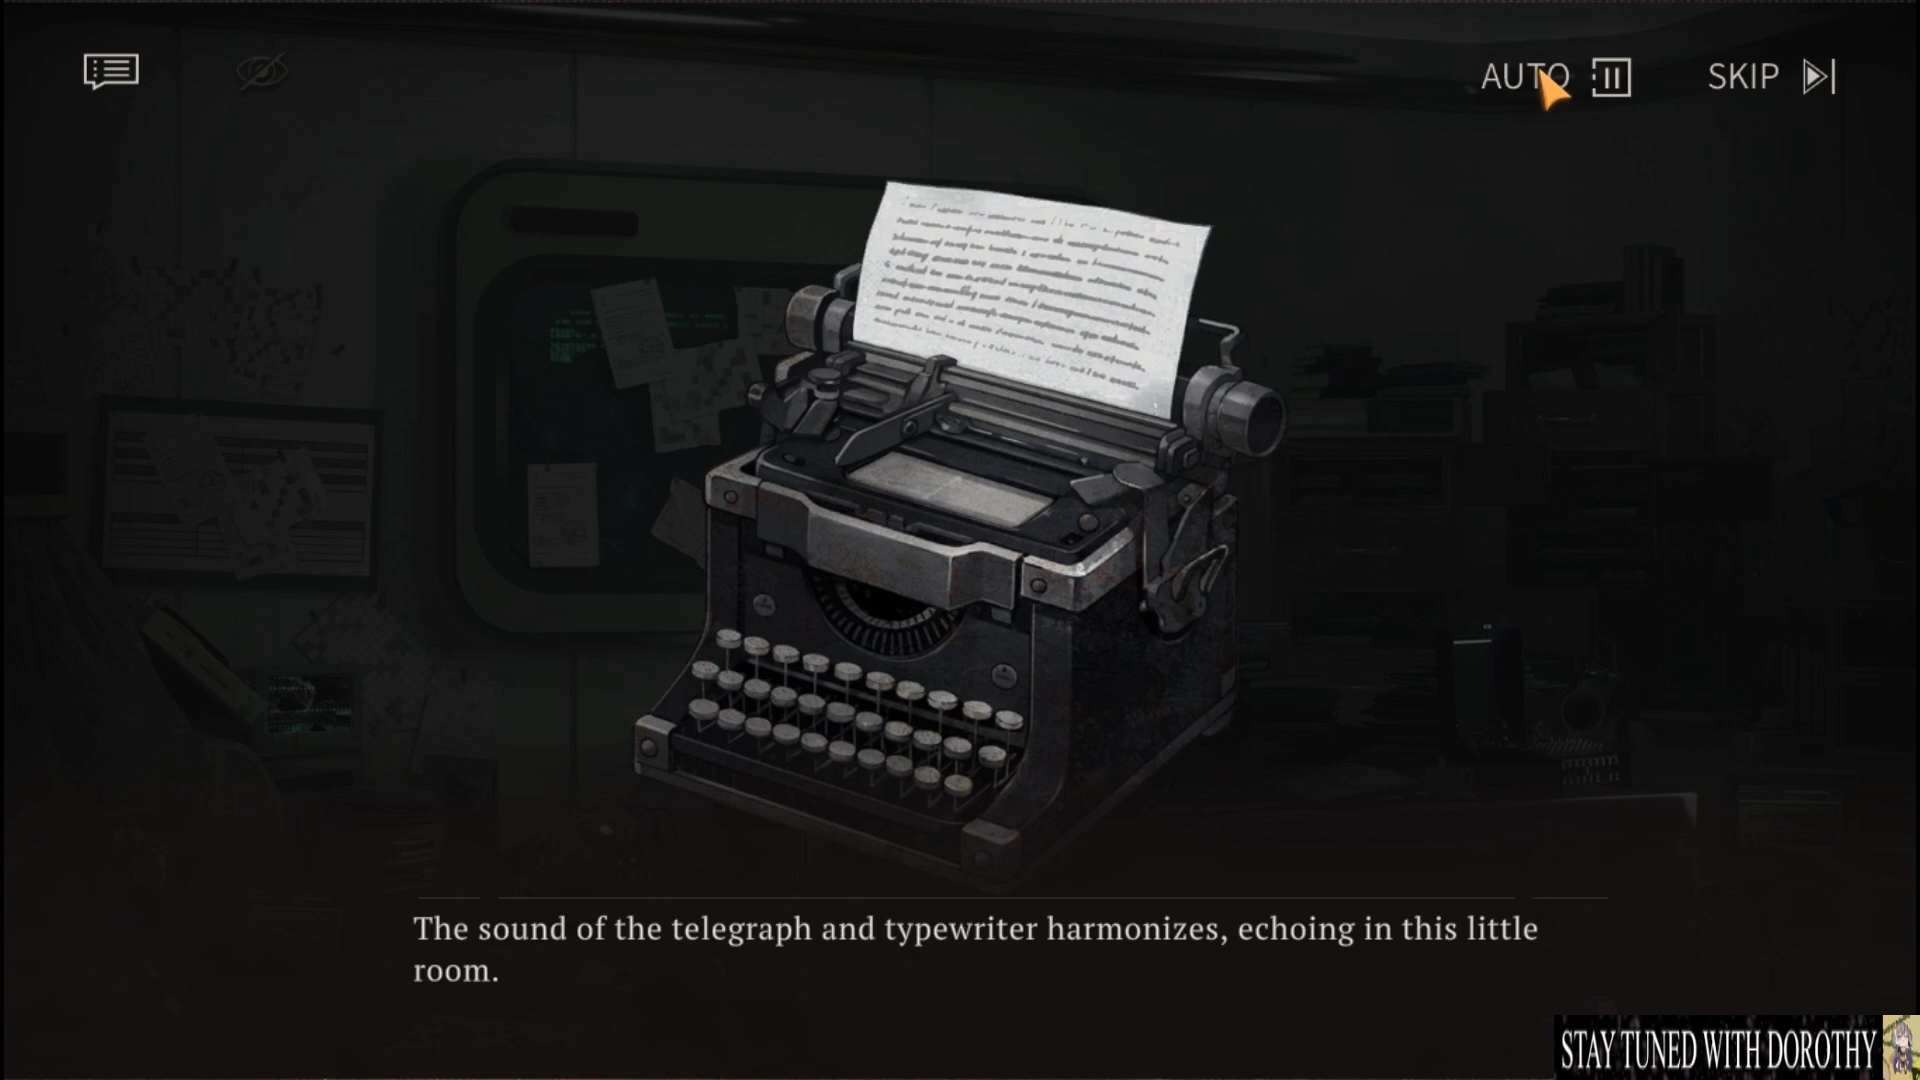 AUTO
SKIP
The sound of the telegraph and typewriter harmonizes, echoing in this little
room.
STAY TUNED WITH DOROTHY